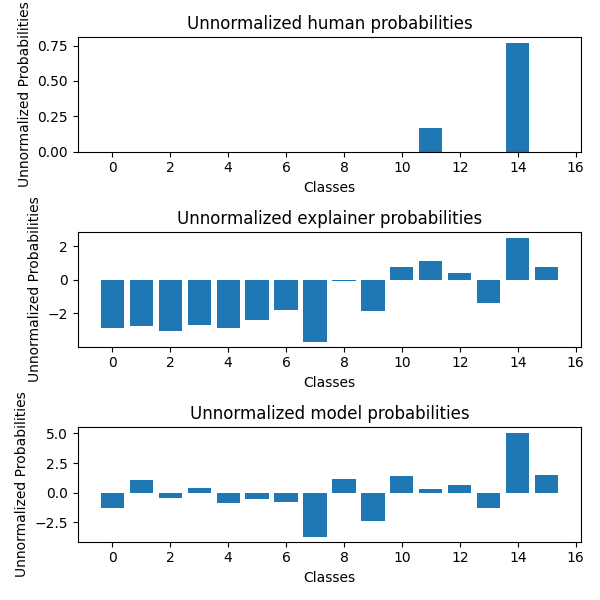 Unnormalized human probabilities
Unnormalized Probabilities
0.75
0.50
0.25
0.00
0 2 4 6 8 10 12 14 16
Classes
Unnormalized explainer probabilities
Unnormalized Probabilities
2
0
−2
0 2 4 6 8 10 12 14 16
Classes
Unnormalized model probabilities
Unnormalized Probabilities
5.0
2.5
0.0
−2.5
0 2 4 6 8 10 12 14 16
Classes